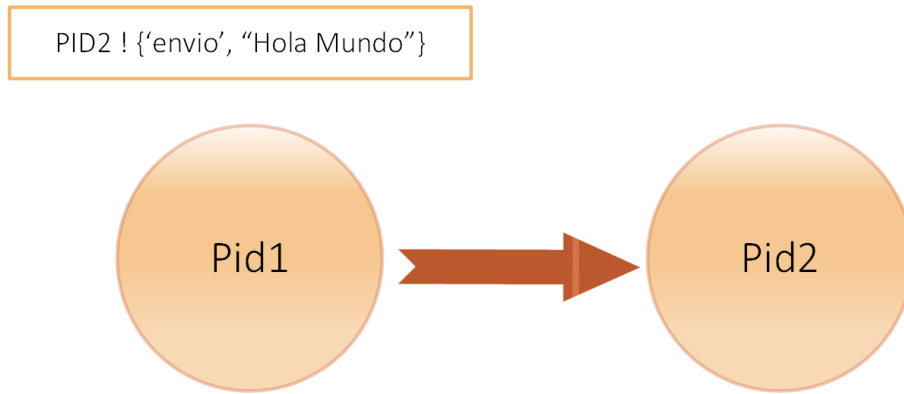 PID2 ! {‘envio’, “Hola Mundo”}
Pid1
Pid2